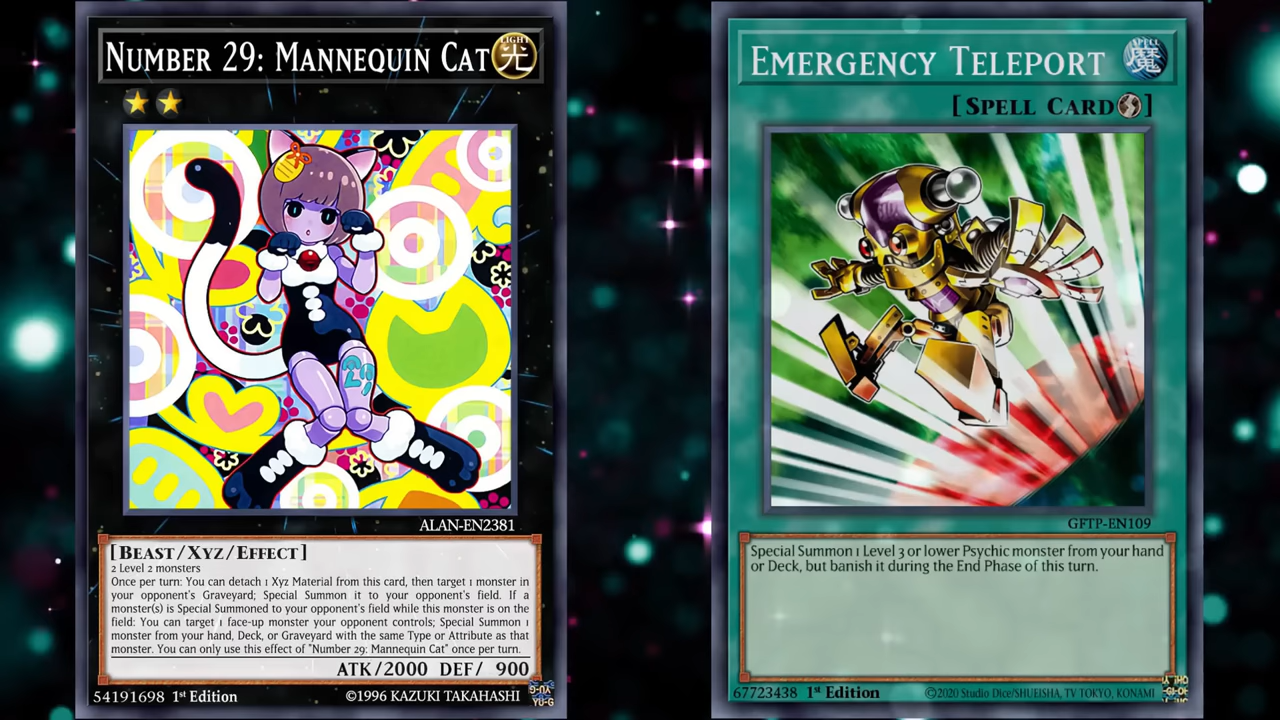 NUMBER 29: MANNEQUIN CAT
LIGHT
光
ALAN-EN2381
[BEAST/XYZ/EFFECT]
2 Level 2 monsters
Once per turn: You can detach 1 Xyz Material from this card, then target 1 monster in
your opponent's Graveyard; Special Summon it to your opponent's field. If a
monster(s) is Special Summoned to your opponent's field while this monster is on the
field: You can target 1 face-up monster your opponent controls; Special Summon 1
monster from your hand, Deck, or Graveyard with the same Type or Attribute as that
monster. You can only use this effect of "Number 29: Mannequin Cat" once per turn.
ATK/2000 DEF/ 900
54191698 1st Edition
©1996 KAZUKI TAKAHASHI
EMERGENCY TELEPORT
SPELL
魔
[SPELL CARD]
GFTP-EN109
Special Summon 1 Level 3 or lower Psychic monster from your hand
or Deck, but banish it during the End Phase of this turn.
67723438 1st Edition
©2020 Studio Dice/SHUEISHA, TV TOKYO, KONAMI